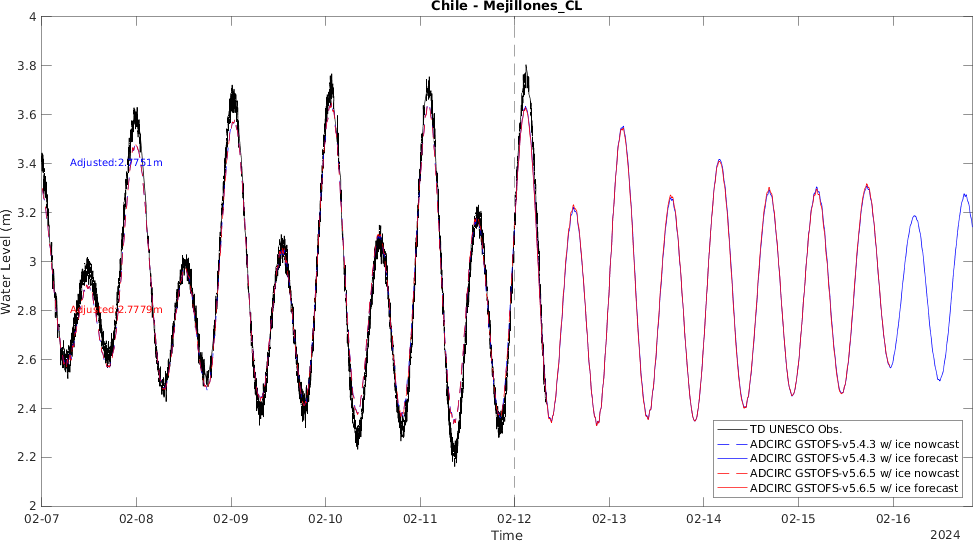 Chile - Mejillones_CL
4
3.8
3.6
3.4
3.2
3
2.8
2.6
2.4
2.2
2
Water Level (m)
Adjusted:2.7751m
Adjusted:2.7779m
TD UNESCO Obs.
ADCIRC GSTOFS-v5.4.3 w/ ice nowcast
ADCIRC GSTOFS-v5.4.3 w/ ice forecast
ADCIRC GSTOFS-v5.6.5 w/ ice nowcast
ADCIRC GSTOFS-v5.6.5 w/ ice forecast
02-07 02-08 02-09 02-10 02-11 02-12 02-13 02-14 02-15 02-16
Time
2024